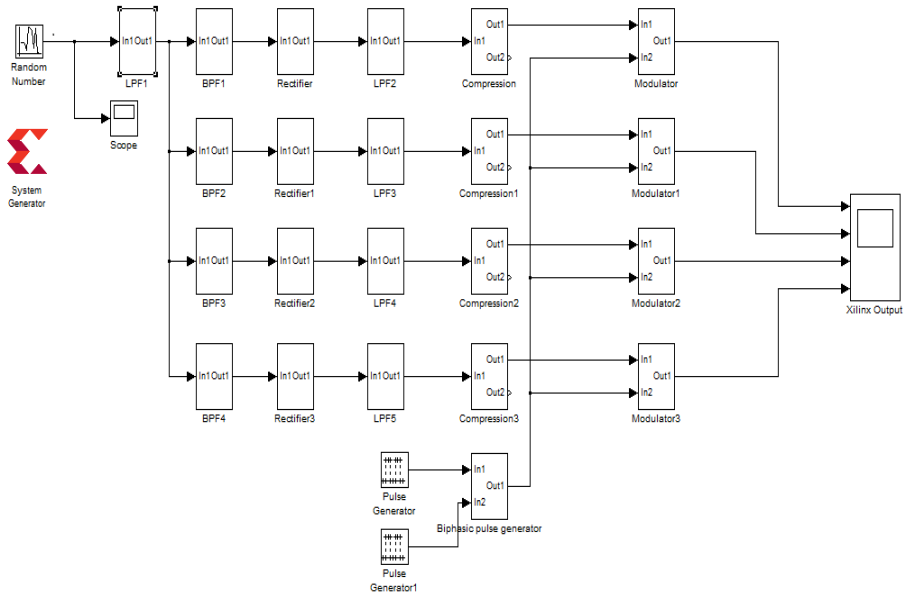 Random
Number
In1 Out1
LPF1
Scope
System
Generator
In1 Out1
BPF1
In1 Out1
Rectifier
In1 Out1
LPF2
Out1
In1
Out2
Compression
In1
Out1
In2
Modulator
In1 Out1
BPF2
In1 Out1
Rectifier1
In1 Out1
LPF3
Out1
In1
Out2
Compression1
In1
Out1
In2
Modulator1
In1 Out1
BPF3
In1 Out1
Rectifier2
In1 Out1
LPF4
Out1
In1
Out2
Compression2
In1
Out1
In2
Modulator2
Xilinx Output
In1 Out1
BPF4
In1 Out1
Rectifier3
In1 Out1
LPF5
Out1
In1
Out2
Compression3
In1
Out1
In2
Modulator3
Pulse
Generator
In1
Out1
In2
Biphasic pulse generator
Pulse
Generator1